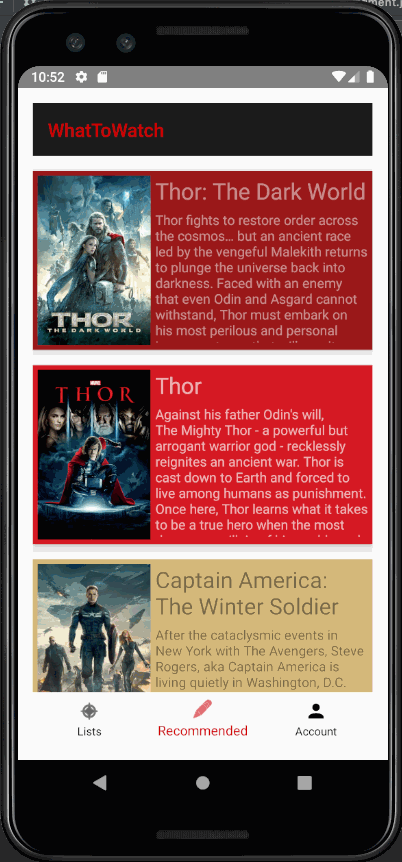 ement.j
10:52
WhatToWatch
THOR
THE DARK WORLD
Thor: The Dark World
Thor fights to restore order across
the cosmos… but an ancient race
led by the vengeful Malekith returns
to plunge the universe back into
darkness. Faced with an enemy
that even Odin and Asgard cannot
withstand, Thor must embark on
his most perilous and personal
MARVEL
THOR
Thor
Against his father Odin's will,
The Mighty Thor - a powerful but
arrogant warrior god - recklessly
reignites an ancient war. Thor is
cast down to Earth and forced to
live among humans as punishment.
Once here, Thor learns what it takes
to be a true hero when the most
Captain America:
The Winter Soldier
After the cataclysmic events in
New York with The Avengers, Steve
Rogers, aka Captain America is
living quietly in Washington, D.C.
Lists
Recommended
Account